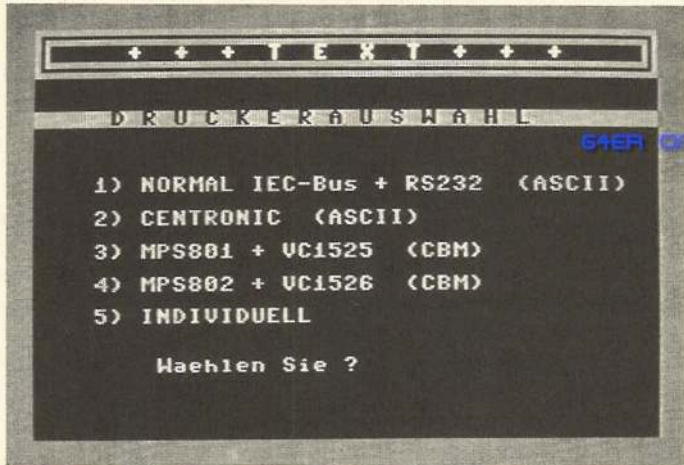 + + + T E X T + + +
D R U C K E R A U S W A H L
64ER
1) NORMAL IEC-Bus + RS232 (ASCII)
2) CENTRONIC (ASCII)
3) MPS801 + VC1525 (CBM)
4) MPS802 + VC1526 (CBM)
5) INDIVIDUELL
Waehlen Sie ?